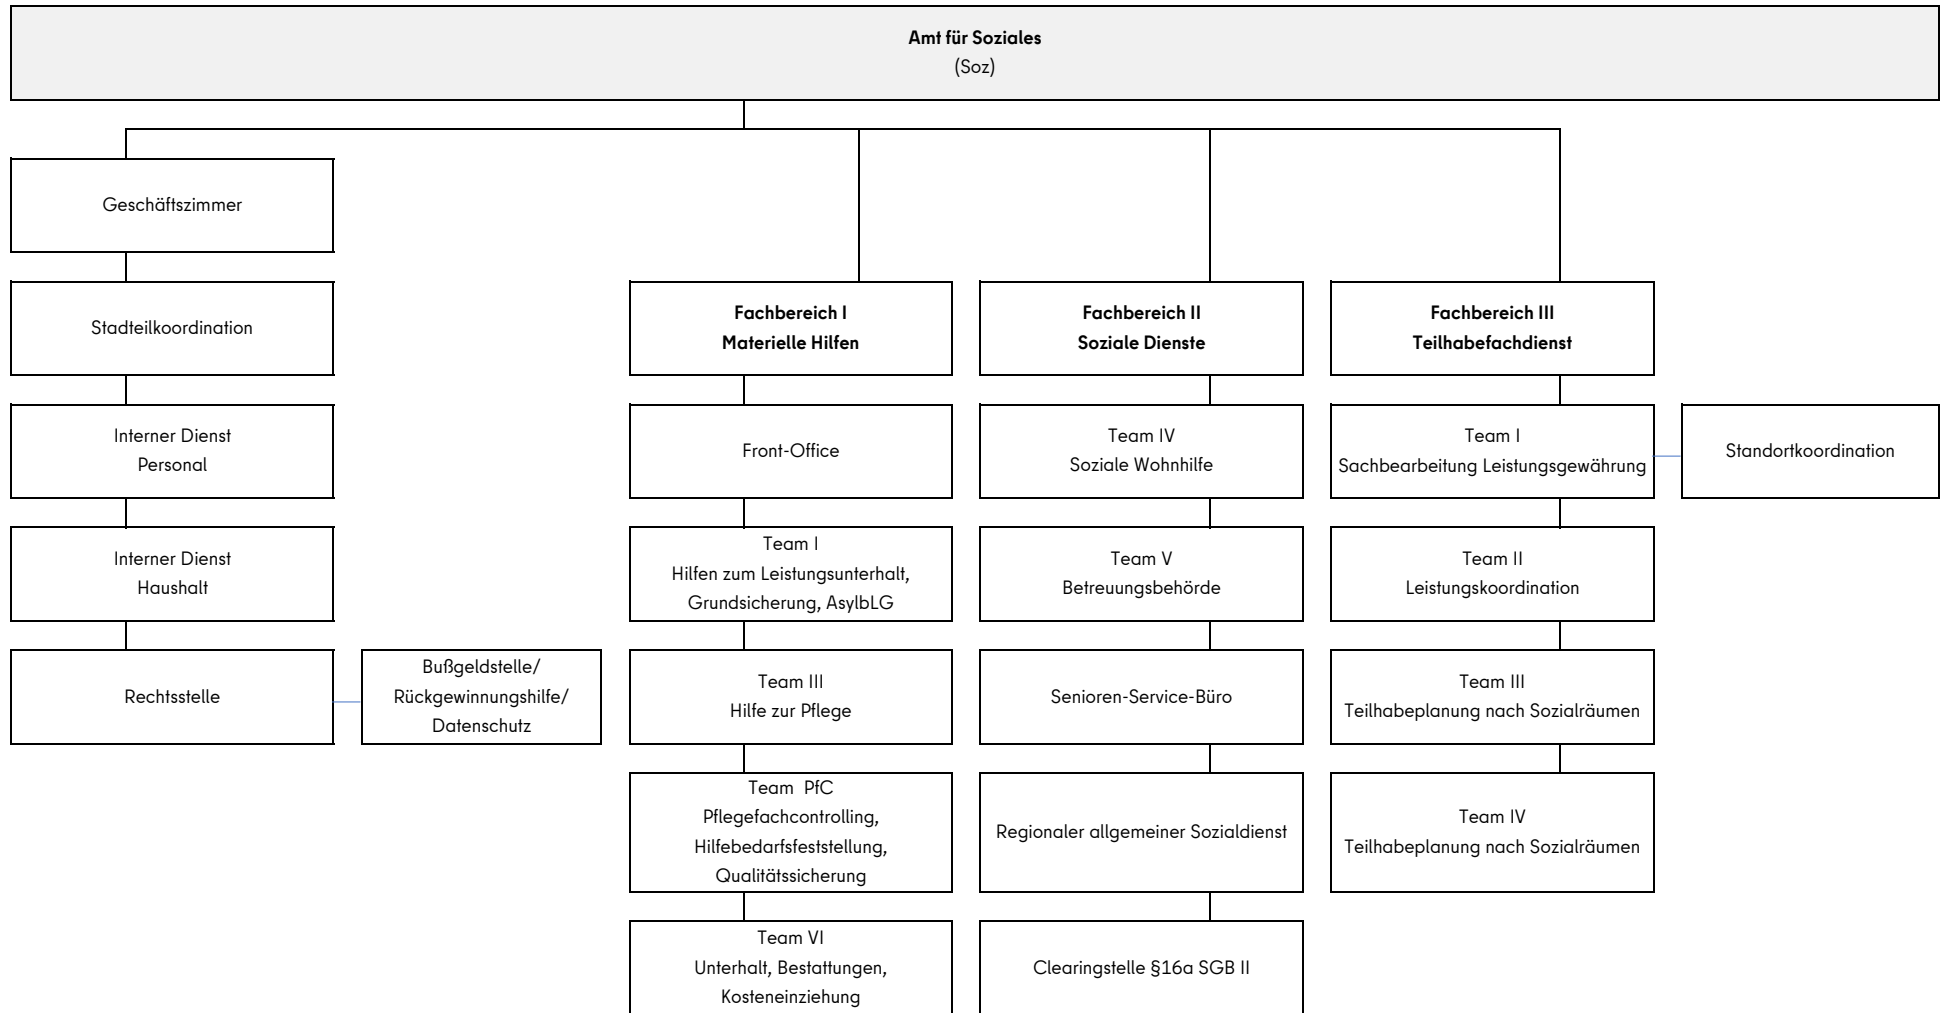 Amt für Soziales
(Soz)
Geschäftszimmer
Stadteilkoordination
Interner Dienst
Personal
Interner Dienst
Haushalt
Rechtsstelle
Bußgeldstelle/
Rückgewinnungshilfe/
Datenschutz
Fachbereich I
Materielle Hilfen
Front-Office
Team I
Hilfen zum Leistungsunterhalt,
Grundsicherung, AsylbLG
Team III
Hilfe zur Pflege
Team  PfC
Pflegefachcontrolling,
Hilfebedarfsfeststellung,
Qualitätssicherung
Team VI
Unterhalt, Bestattungen,
Kosteneinziehung
Fachbereich II
Soziale Dienste
Team IV
Soziale Wohnhilfe
Team V
Betreuungsbehörde
Senioren-Service-Büro
Regionaler allgemeiner Sozialdienst
Clearingstelle §16a SGB II
Fachbereich III
Teilhabefachdienst
Team I
Sachbearbeitung Leistungsgewährung
Standortkoordination
Team II
Leistungskoordination
Team III
Teilhabeplanung nach Sozialräumen
Team IV
Teilhabeplanung nach Sozialräumen